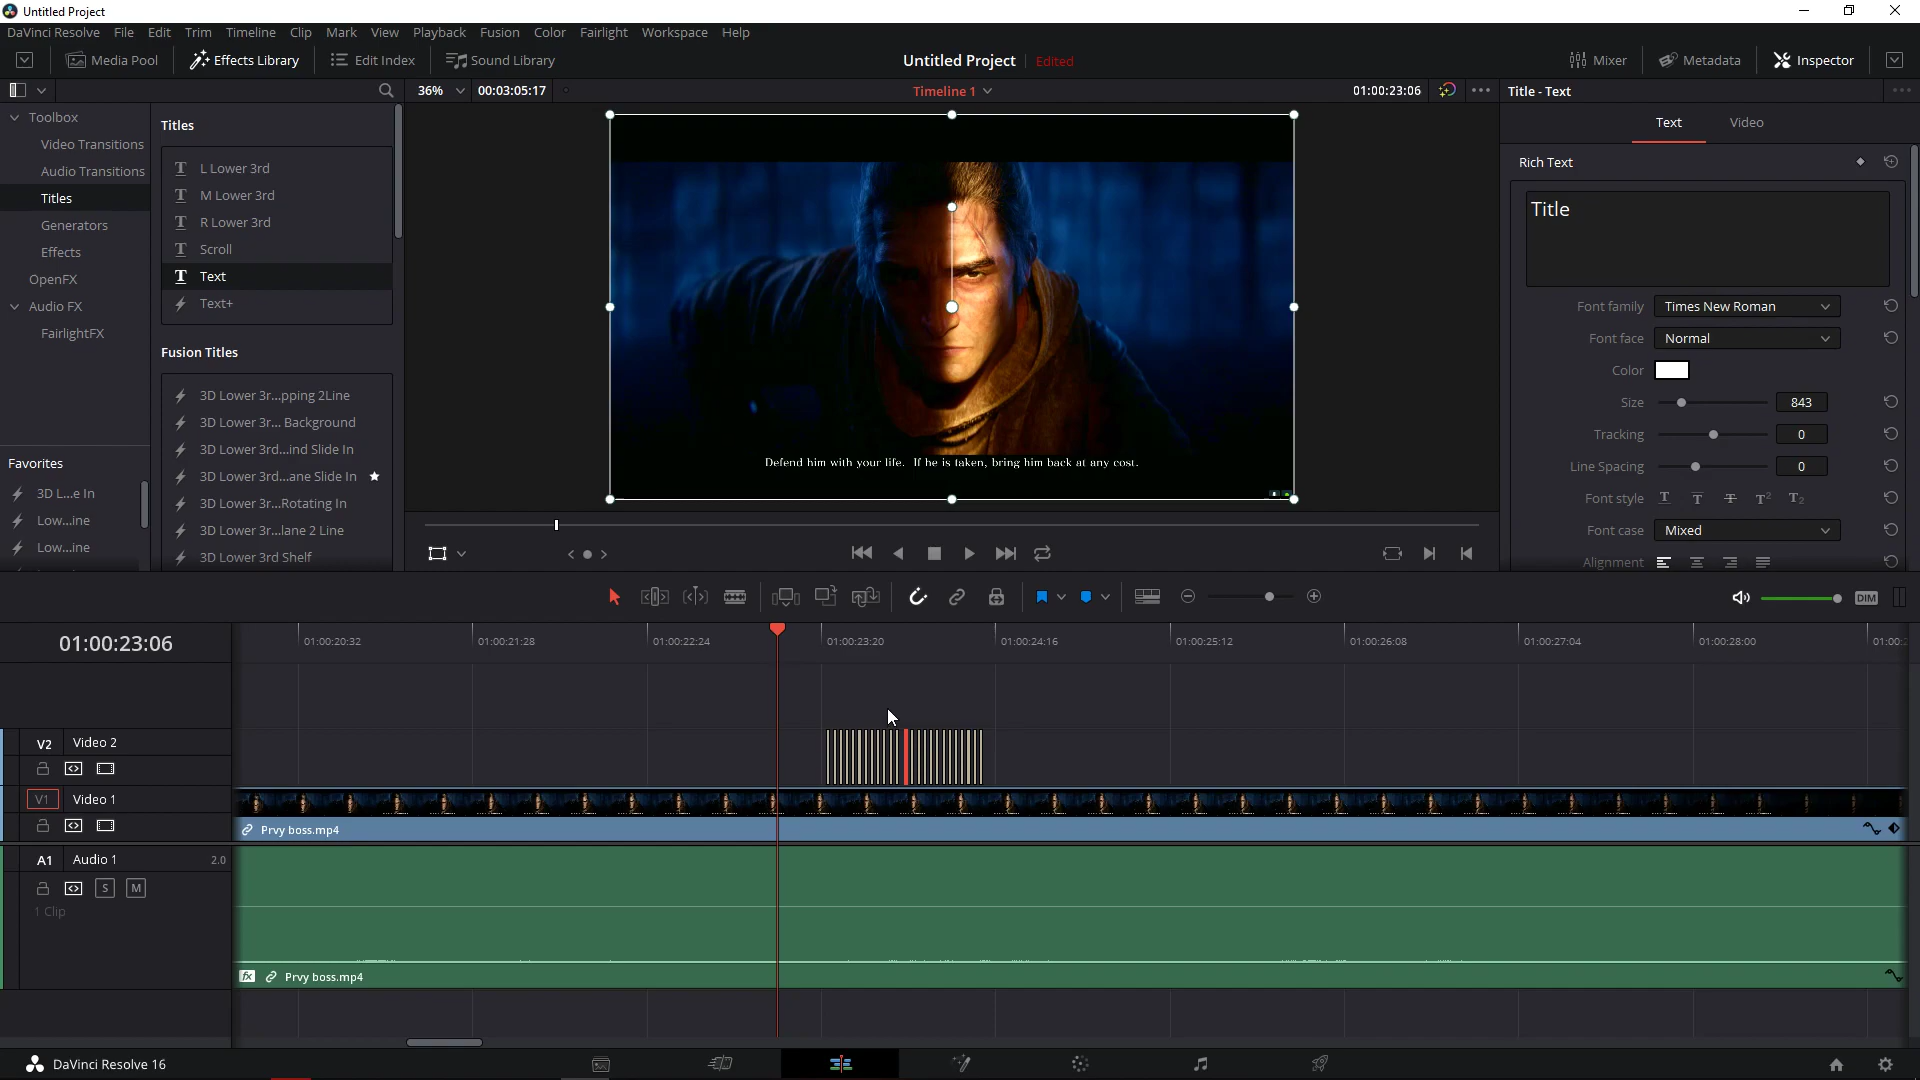 Untitled Project
DaVinci Resolve File Edit Trim Timeline Clip Mark View Playback Fusion Color Fairlight Workspace Help
Media Pool Effects Library Edit Index Sound Library Untitled Project Edited Mixer Metadata Inspector
36% 00:03:05:17 Timeline 1 01:00:23:06 Title - Text
Toolbox
Video Transitions
Audio Transitions
Titles
Generators
Effects
OpenFX
Audio FX
FairlightFX
Favorites
3D L...e In
Low...ine
Low...ine
Titles
L Lower 3rd
M Lower 3rd
R Lower 3rd
Scroll
Text
Text+
Fusion Titles
3D Lower 3r...pping 2Line
3D Lower 3r... Background
3D Lower 3rd...ind Slide In
3D Lower 3rd...ane Slide In
3D Lower 3r...Rotating In
3D Lower 3r...lane 2 Line
3D Lower 3rd Shelf
Defend him with your life. If he is taken, bring him back at any cost.
Text Video
Rich Text
Title
Font family Times New Roman
Font face Normal
Color
Size 843
Tracking 0
Line Spacing 0
Font style T T T T² T₂
Font case Mixed
Alignment
DIM
01:00:23:06 01:00:20:32 01:00:21:28 01:00:22:24 01:00:23:20 01:00:24:16 01:00:25:12 01:00:26:08 01:00:27:04 01:00:28:00 01:00:
V2 Video 2
V1 Video 1
Prvy boss.mp4
A1 Audio 1 2.0
S M
1 Clip
fx Prvy boss.mp4
DaVinci Resolve 16